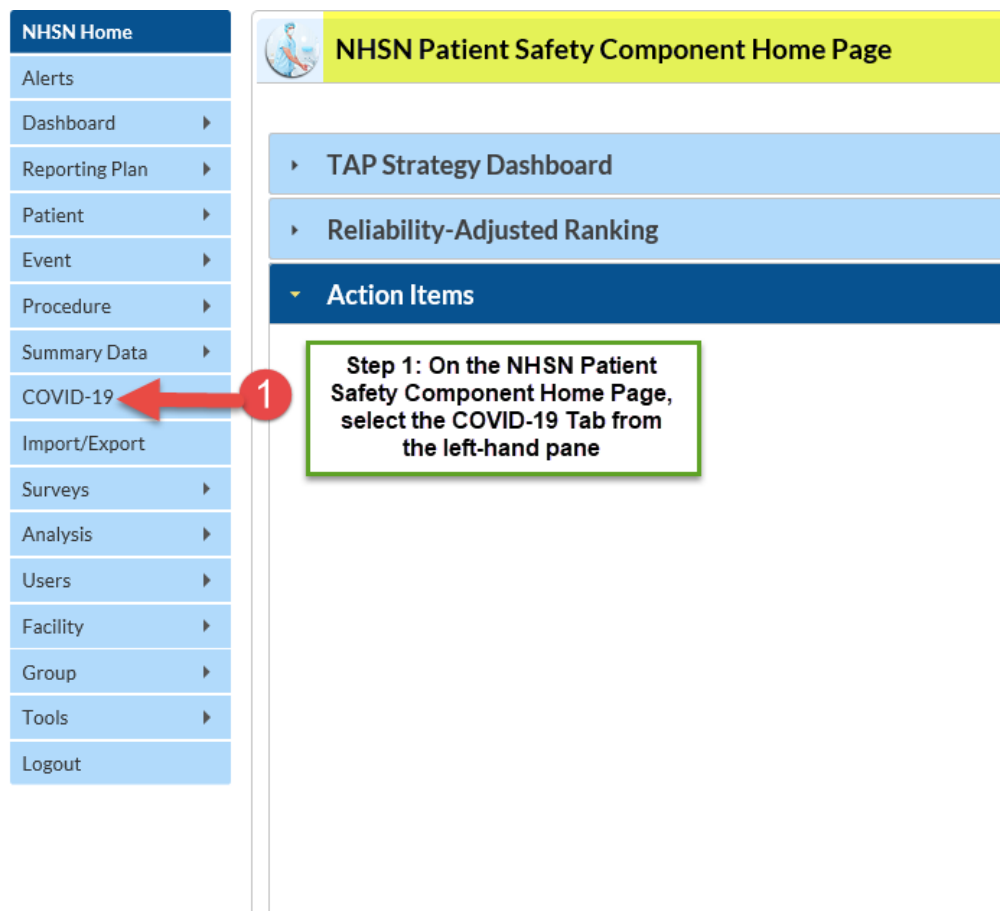 NHSN Home
Alerts
Dashboard
Reporting Plan
Patient
Event
Procedure
Summary Data
COVID-19
Import/Export
Surveys
Analysis
Users
Facility
Group
Tools
Logout
NHSN Patient Safety Component Home Page
TAP Strategy Dashboard
Reliability-Adjusted Ranking
Action Items
1
Step 1: On the NHSN Patient
Safety Component Home Page,
select the COVID-19 Tab from
the left-hand pane